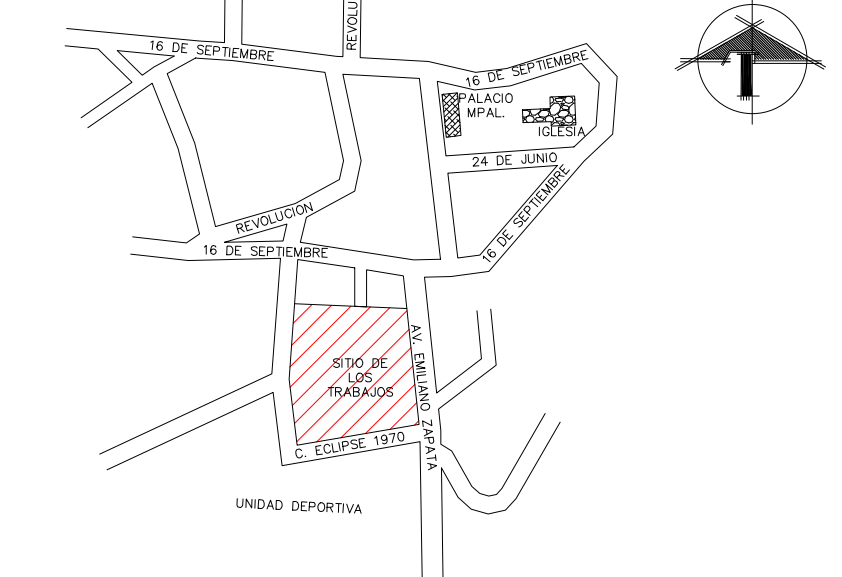 REVOLU
16 DE SEPTIEMBRE
16 DE SEPTIEMBRE
PALACIO
MPAL.
IGLESIA
24 DE JUNIO
16 DE SEPTIEMBRE
REVOLUCION
16 DE SEPTIEMBRE
AV. EMILIANO ZAPATA
SITIO DE
LOS
TRABAJOS
C. ECLIPSE 1970
UNIDAD DEPORTIVA